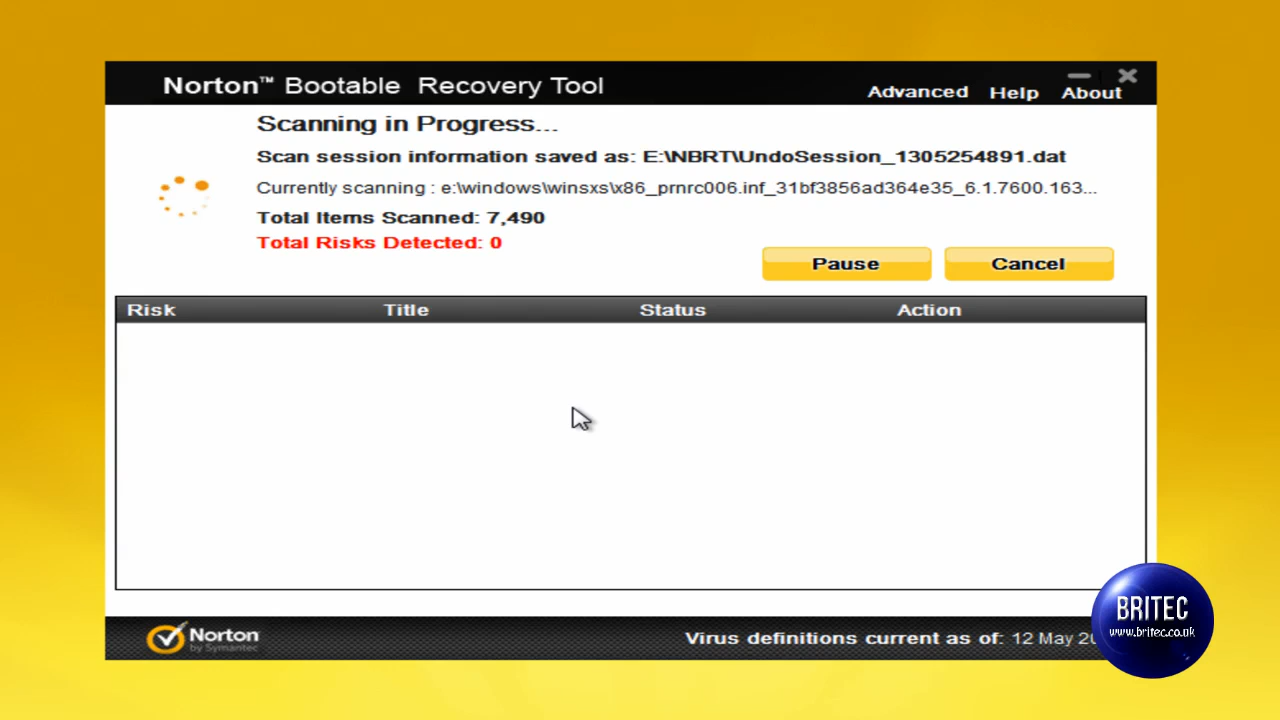 Norton™ Bootable Recovery Tool
Advanced Help About
Scanning in Progress...
Scan session information saved as: E:\NBRT\UndoSession_1305254891.dat
Currently scanning : e:\windows\winsxs\x86_prnrc006.inf_31bf3856ad364e35_6.1.7600.163...
Total Items Scanned: 7,490
Total Risks Detected: 0
Pause Cancel
Risk Title Status Action
Norton
by Symantec
Virus definitions current as of: 12 May 20
BRITEC
www.britec.co.uk